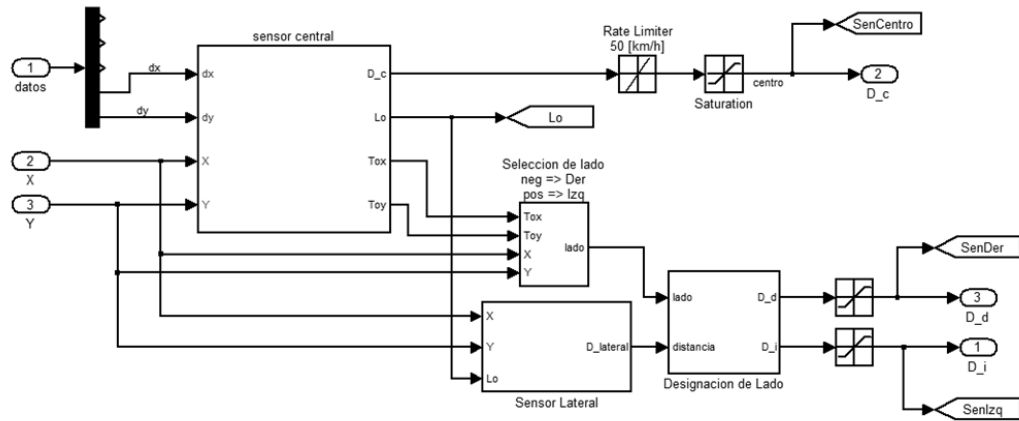 SenCentro
sensor central
Rate Limiter
50 [km/h]
1
datos
dx
dx
D_c
centro
2
D_c
Saturation
dy
dy
Lo
Lo
2
X
X
Tox
Seleccion de lado
neg => Der
pos => Izq
3
Y
Y
Toy
Tox
Toy
X
Y
lado
SenDer
lado
D_d
3
D_d
X
Y
Lo
D_lateral
distancia
D_i
1
D_i
Sensor Lateral
Designacion de Lado
SenIzq